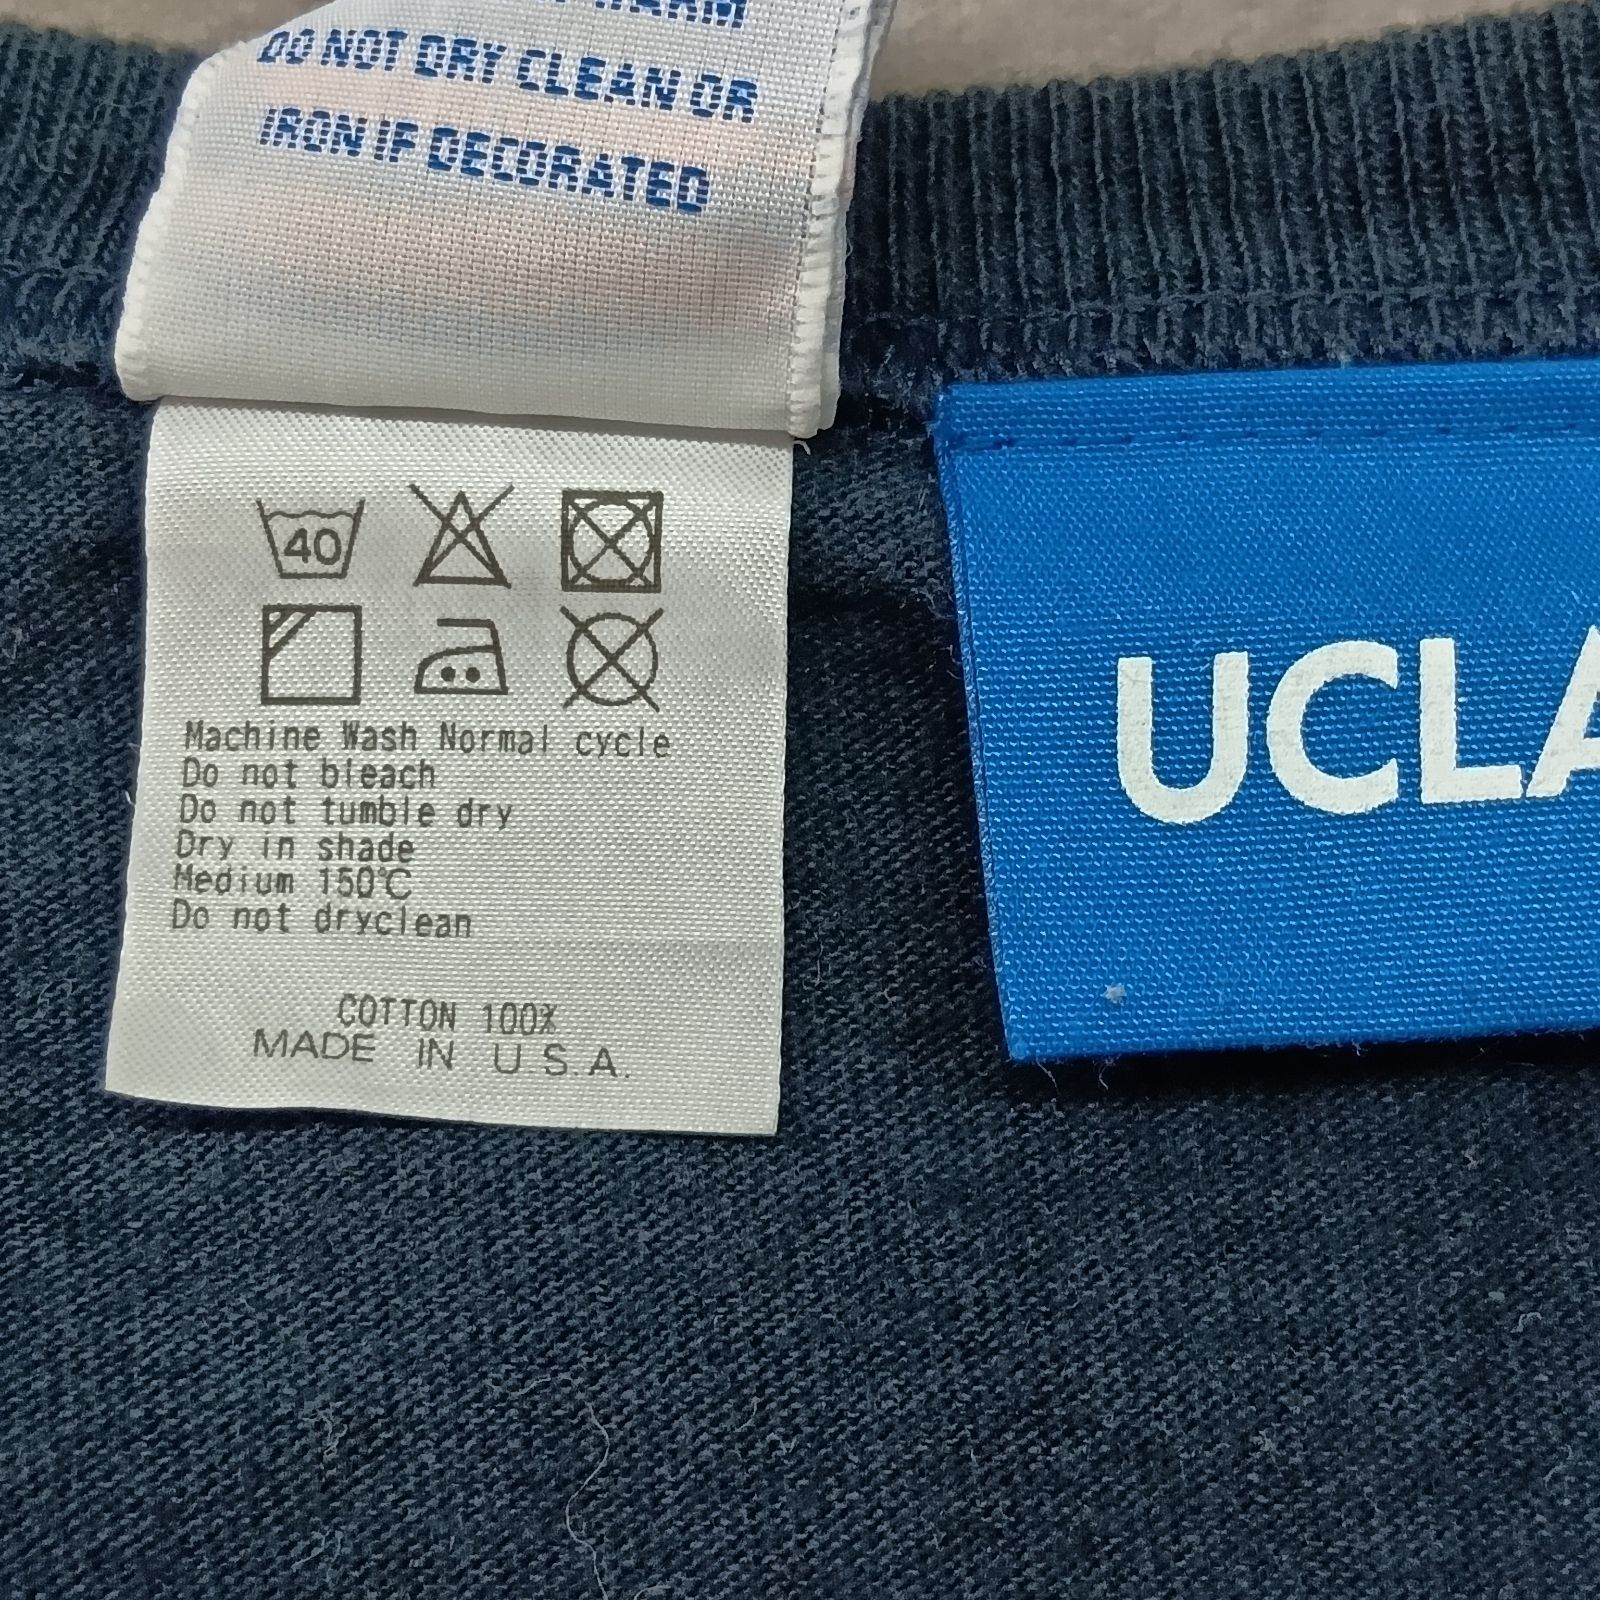 DO NOT DRY CLEAN OR
IRON IF DECORATED
40
Machine Wash Normal cycle
Do not bleach
Do not tumble dry
Dry in shade
Medium 150℃
Do not dryclean
COTTON 100%
MADE IN U.S.A.
UCLA